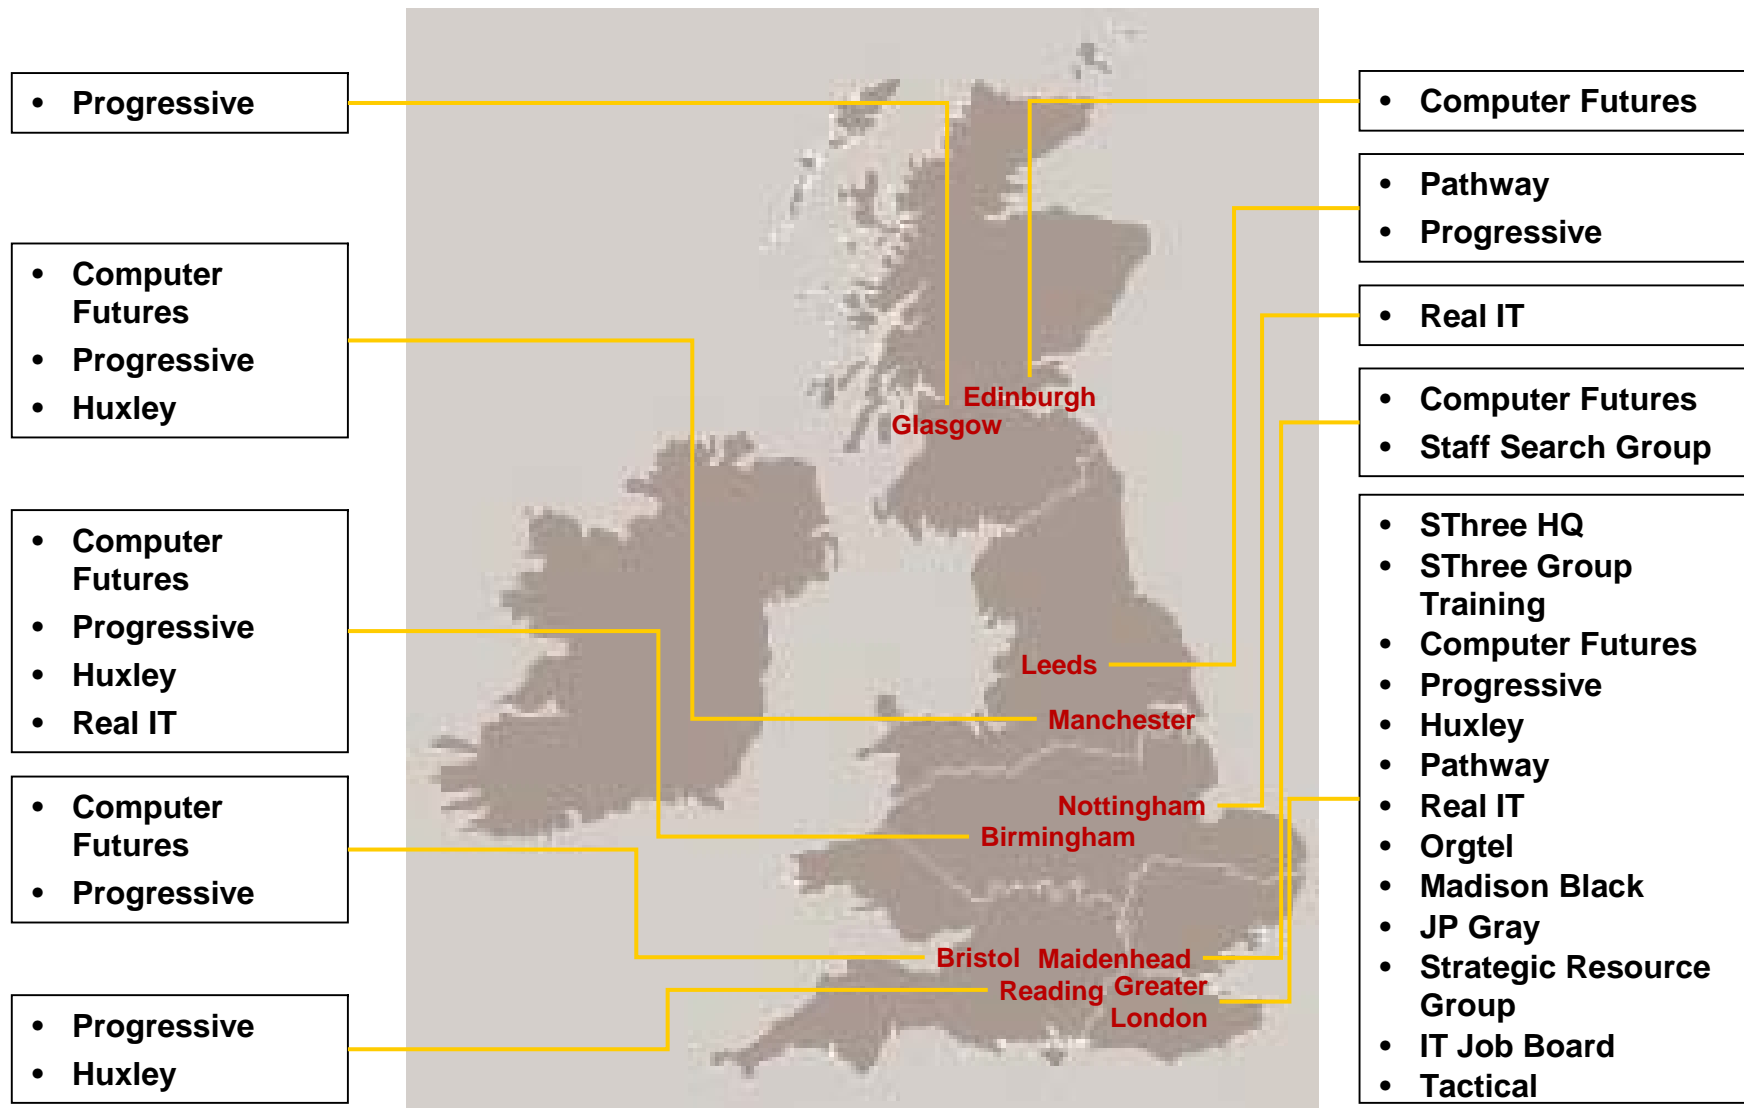 • Progressive
• Computer
Futures
• Progressive
• Huxley
• Computer
Futures
• Progressive
• Huxley
• Real IT
• Computer
Futures
• Progressive
• Progressive
• Huxley
Edinburgh
Glasgow
Leeds
Manchester
Nottingham
Birmingham
Bristol
Maidenhead
Reading
Greater
London
• Computer Futures
• Pathway
• Progressive
• Real IT
• Computer Futures
• Staff Search Group
• SThree HQ
• SThree Group
Training
• Computer Futures
• Progressive
• Huxley
• Pathway
• Real IT
• Orgtel
• Madison Black
• JP Gray
• Strategic Resource
Group
• IT Job Board
• Tactical